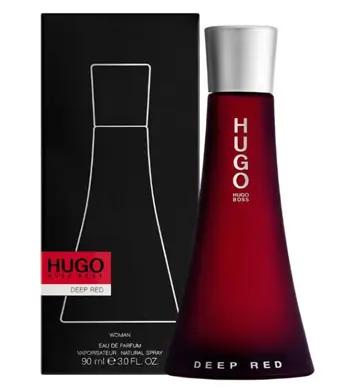 HUGO
HUGO BOSS
DEEP RED
WOMAN
EAU DE PARFUM
VAPORISATEUR . NATURAL SPRAY
90 ml ℮ 3.0 FL. OZ.
HUGO
HUGO
BOSS
DEEP RED